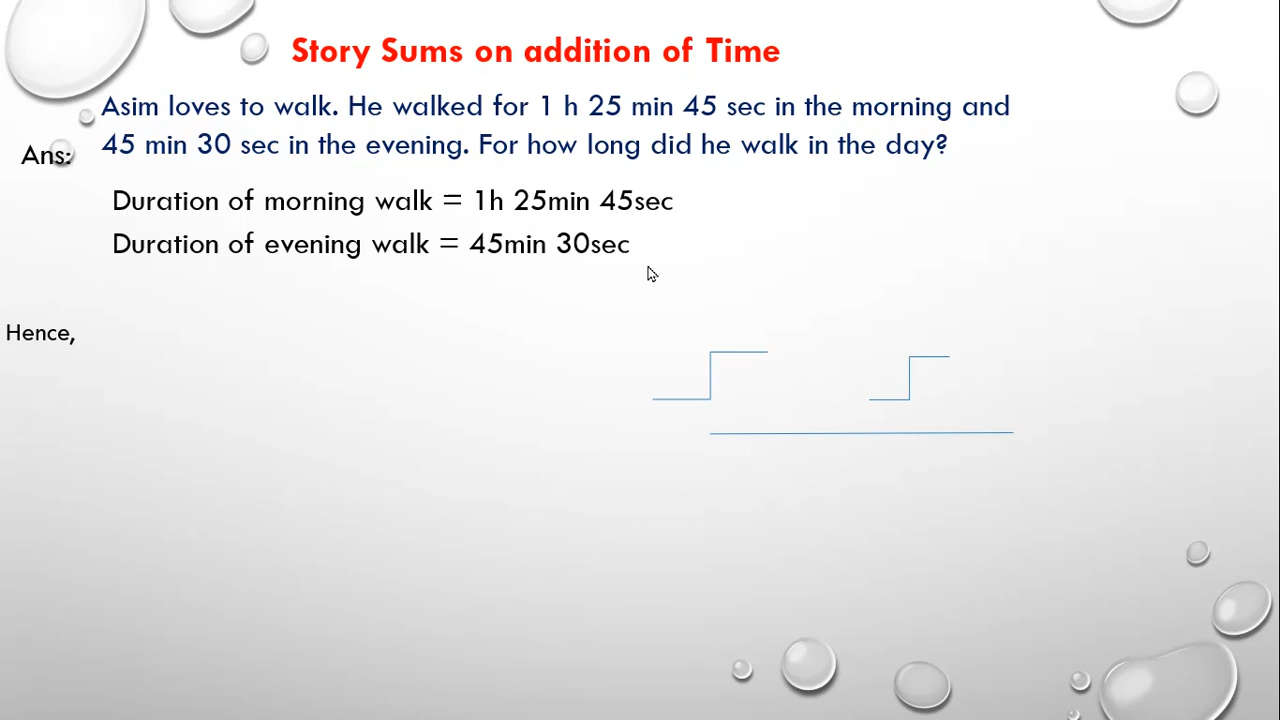 Story Sums on addition of Time
Asim loves to walk. He walked for 1 h 25 min 45 sec in the morning and
45 min 30 sec in the evening. For how long did he walk in the day?
Ans:
Duration of morning walk = 1h 25min 45sec
Duration of evening walk = 45min 30sec
Hence,